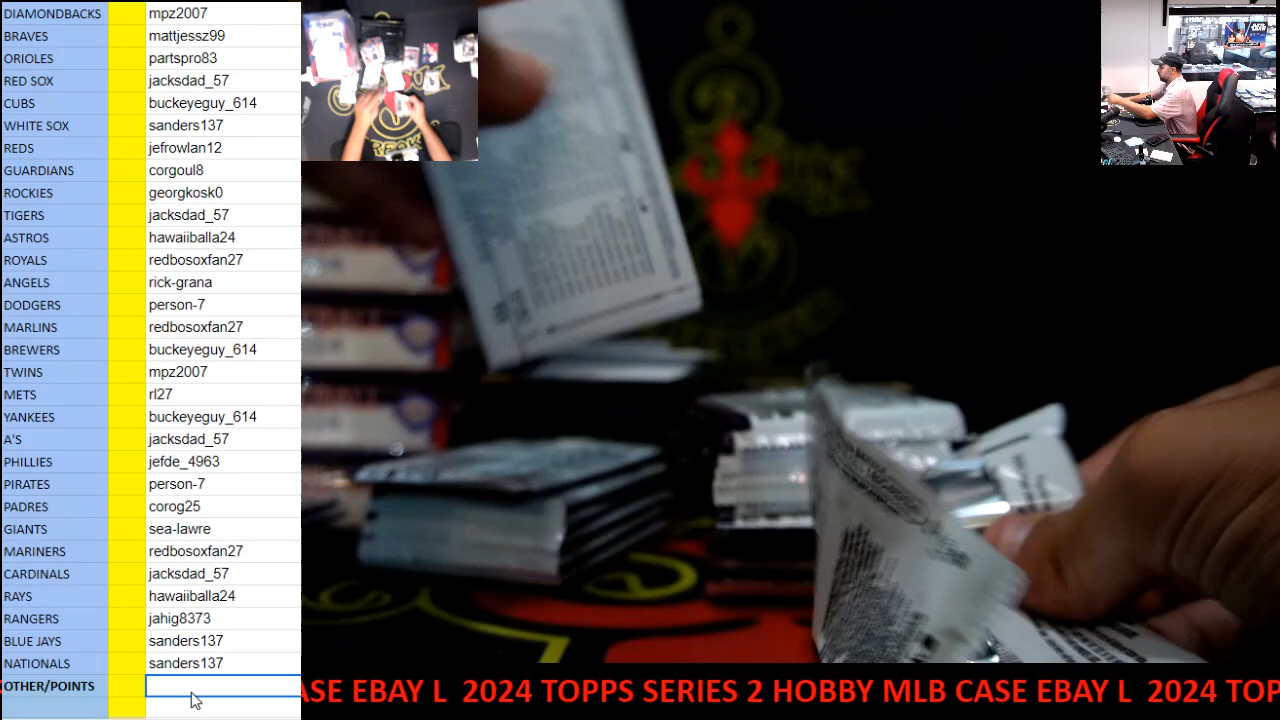 DIAMONDBACKS mpz2007
BRAVES mattjessz99
ORIOLES partspro83
RED SOX jacksdad_57
CUBS buckeyeguy_614
WHITE SOX sanders137
REDS jefrowlan12
GUARDIANS corgoul8
ROCKIES georgkosk0
TIGERS jacksdad_57
ASTROS hawaiiballa24
ROYALS redbosoxfan27
ANGELS rick-grana
DODGERS person-7
MARLINS redbosoxfan27
BREWERS buckeyeguy_614
TWINS mpz2007
METS rl27
YANKEES buckeyeguy_614
A'S jacksdad_57
PHILLIES jefde_4963
PIRATES person-7
PADRES corog25
GIANTS sea-lawre
MARINERS redbosoxfan27
CARDINALS jacksdad_57
RAYS hawaiiballa24
RANGERS jahig8373
BLUE JAYS sanders137
NATIONALS sanders137
OTHER/POINTS
ASE EBAY L 2024 TOPPS SERIES 2 HOBBY MLB CASE EBAY L 2024 TOP